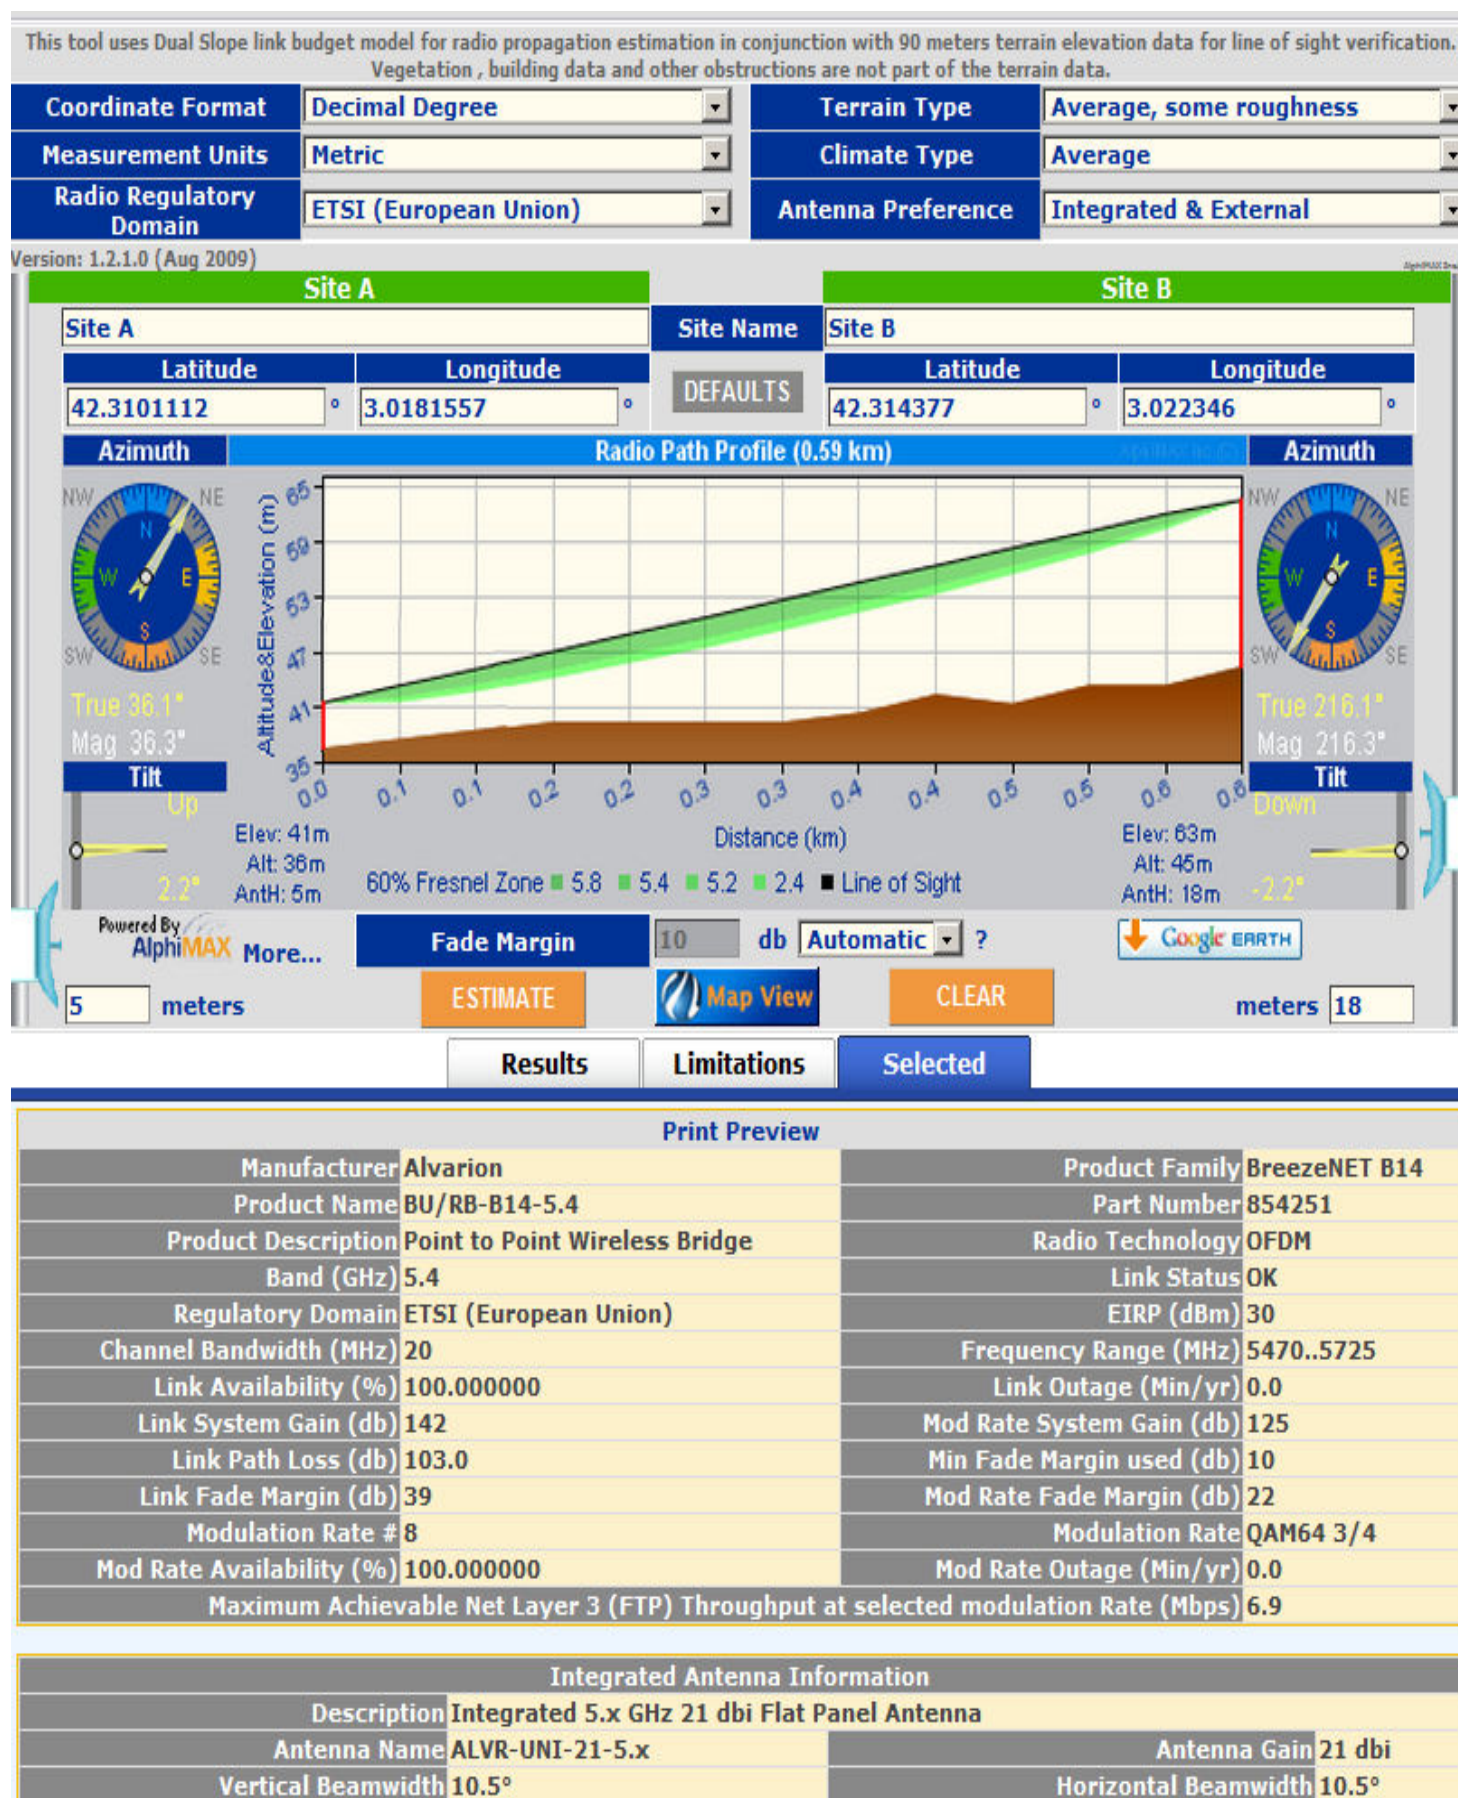 This tool uses Dual Slope link budget model for radio propagation estimation in conjunction with 90 meters terrain elevation data for line of sight verification.
Vegetation , building data and other obstructions are not part of the terrain data.
Coordinate Format Decimal Degree Terrain Type Average, some roughness
Measurement Units Metric Climate Type Average
Radio Regulatory Domain ETSI (European Union) Antenna Preference Integrated & External
Version: 1.2.1.0 (Aug 2009)
Site A Site B
Site A Site Name Site B
Latitude Longitude DEFAULTS Latitude Longitude
42.3101112 ° 3.0181557 ° 42.314377 ° 3.022346 °
Azimuth Radio Path Profile (0.59 km) Azimuth
NW N NE W E SW S SE
True 36.1°
Mag 36.3°
Tilt
Up
2.2°
Altitude&Elevation (m)
65
59
53
47
41
35
0.0 0.1 0.1 0.2 0.2 0.3 0.3 0.4 0.4 0.5 0.5 0.6 0.6
Distance (km)
NW N NE W E SW S SE
True 216.1°
Mag 216.3°
Tilt
Down
-2.2°
Elev: 41m
Alt: 36m
AntH: 5m
60% Fresnel Zone 5.8 5.4 5.2 2.4 Line of Sight
Elev: 63m
Alt: 45m
AntH: 18m
Powered By
AlphiMAX More... Fade Margin 10 db Automatic ? Google EARTH
5 meters ESTIMATE Map View CLEAR meters 18
Results Limitations Selected
Print Preview
Manufacturer Alvarion Product Family BreezeNET B14
Product Name BU/RB-B14-5.4 Part Number 854251
Product Description Point to Point Wireless Bridge Radio Technology OFDM
Band (GHz) 5.4 Link Status OK
Regulatory Domain ETSI (European Union) EIRP (dBm) 30
Channel Bandwidth (MHz) 20 Frequency Range (MHz) 5470..5725
Link Availability (%) 100.000000 Link Outage (Min/yr) 0.0
Link System Gain (db) 142 Mod Rate System Gain (db) 125
Link Path Loss (db) 103.0 Min Fade Margin used (db) 10
Link Fade Margin (db) 39 Mod Rate Fade Margin (db) 22
Modulation Rate # 8 Modulation Rate QAM64 3/4
Mod Rate Availability (%) 100.000000 Mod Rate Outage (Min/yr) 0.0
Maximum Achievable Net Layer 3 (FTP) Throughput at selected modulation Rate (Mbps) 6.9
Integrated Antenna Information
Description Integrated 5.x GHz 21 dbi Flat Panel Antenna
Antenna Name ALVR-UNI-21-5.x Antenna Gain 21 dbi
Vertical Beamwidth 10.5° Horizontal Beamwidth 10.5°